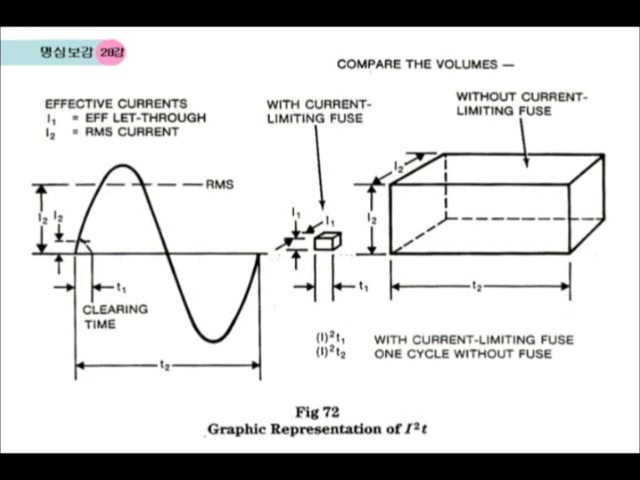 명심보감 28강
COMPARE THE VOLUMES —
EFFECTIVE CURRENTS
I₁ = EFF LET-THROUGH
I₂ = RMS CURRENT
WITH CURRENT-
LIMITING FUSE
WITHOUT CURRENT-
LIMITING FUSE
RMS
I₂
I₂
t₁
CLEARING
TIME
t₂
I₁
I₁
t₁
I₂
I₂
t₂
(I)²t₁ WITH CURRENT-LIMITING FUSE
(I)²t₂ ONE CYCLE WITHOUT FUSE
Fig 72
Graphic Representation of I²t